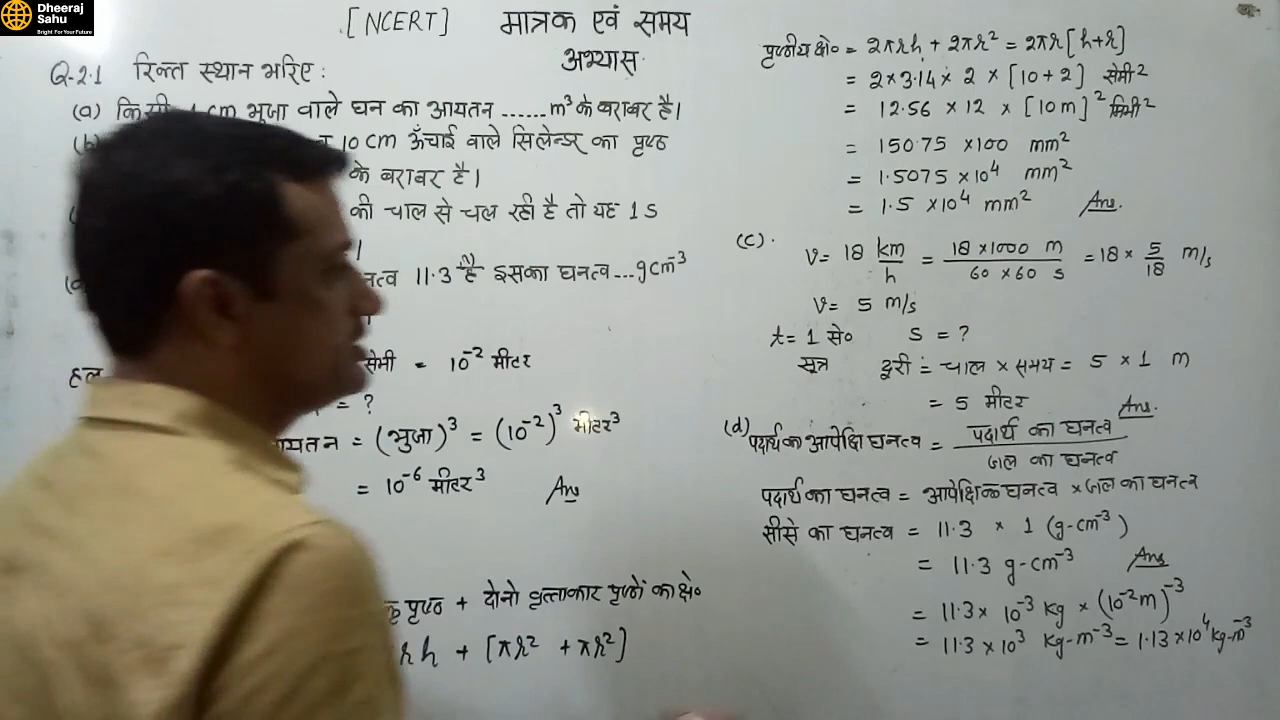 Dheeraj
Sahu
Bright For Your Future
[NCERT] मात्रक एवं समय
अभ्यास
Q.2.1 रिक्त स्थान भरिए :
(a) cm भुजा वाले घन का आयतन ...... m³ के बराबर है।
10 cm ऊँचाई वाले सिलेन्डर का पृष्ठ
के बराबर है।
की चाल से चल रही है तो यह 1 s
।
11.3 है इसका घनत्व ... g cm⁻³
।
हल
सेमी = 10⁻² मीटर
= ?
= (भुजा)³ = (10⁻²)³ मीटर³
= 10⁻⁶ मीटर³ Ans
पृष्ठ + दोनो वृत्ताकार पृष्ठों का क्षे०
h + [πr² + πr²]
पृष्ठीय क्षे० = 2πrh + 2πr² = 2πr[h+r]
= 2×3.14 × 2 × [10+2] सेमी²
= 12.56 × 12 × [10m]² मिमी²
= 150.75 ×100 mm²
= 1.5075 ×10⁴ mm²
= 1.5 ×10⁴ mm² Ans.
(c). v = 18 km/h = 18×1000 m / 60×60 s = 18 × 5/18 m/s
v = 5 m/s
t = 1 से० s = ?
सूत्र दूरी = चाल × समय = 5 × 1 m
= 5 मीटर Ans.
(d) पदार्थ का आपेक्षि घनत्व = पदार्थ का घनत्व / जल का घनत्व
पदार्थ का घनत्व = आपेक्षिक घनत्व × जल का घनत्व
सीसे का घनत्व = 11.3 × 1 (g-cm⁻³)
= 11.3 g-cm⁻³ Ans
= 11.3 × 10⁻³ kg × (10⁻²m)⁻³
= 11.3 × 10³ kg-m⁻³ = 1.13 ×10⁴ kg-m⁻³